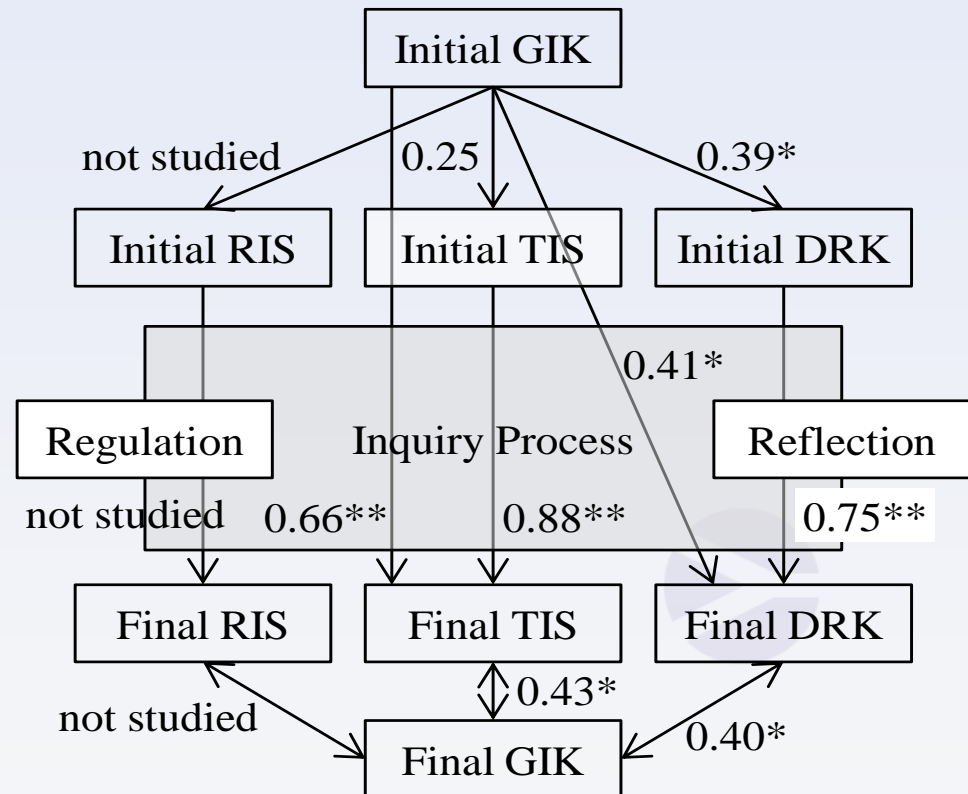 Initial GIK
not studied
0.25
0.39*
Initial RIS
Initial TIS
Initial DRK
0.41*
Regulation
Inquiry Process
Reflection
not studied
0.66**
0.88**
0.75**
Final RIS
Final TIS
Final DRK
not studied
0.43*
0.40*
Final GIK